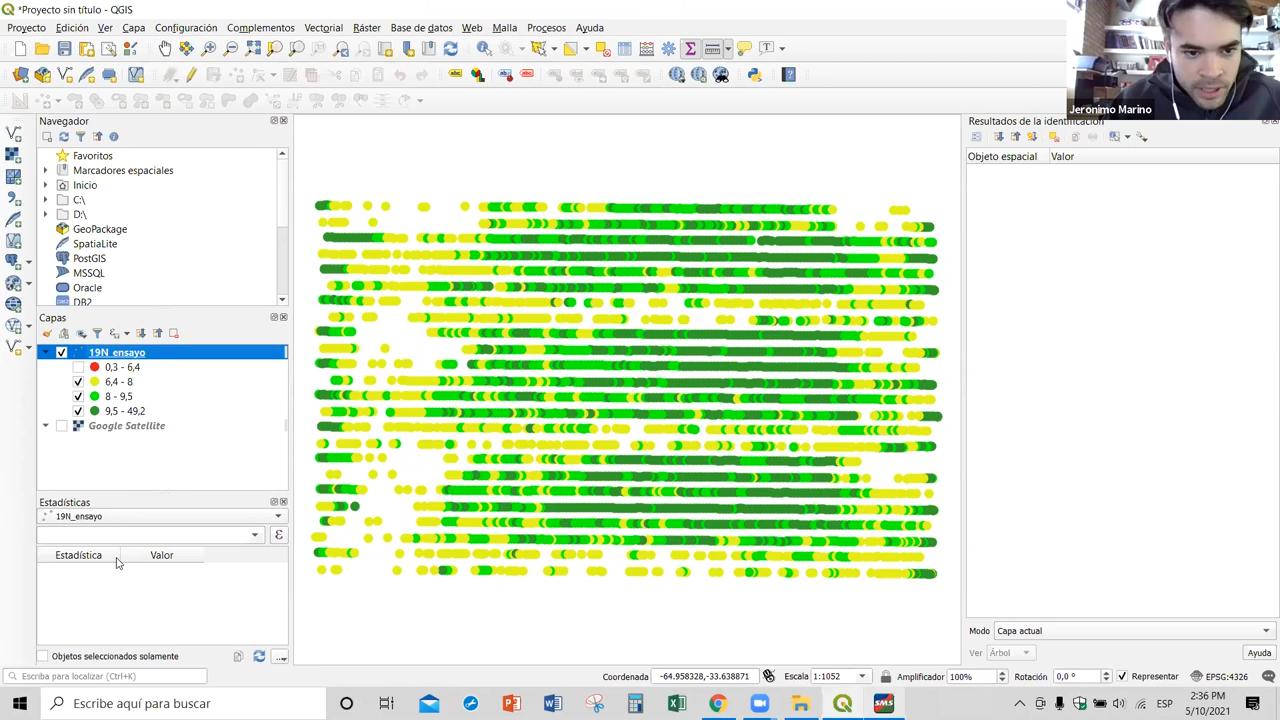 *Proyecto sin título - QGIS
Proyecto Edición Ver Capa Configuración Complementos Vectorial Ráster Base de datos Web Malla Procesos Ayuda
Jeronimo Marino
Navegador
Favoritos
Marcadores espaciales
Inicio
C:\
D:\
GeoPackage
SpatiaLite
PostGIS
MSSQL
Oracle
DB2
Capas
19N_ensayo
0,3 - 6,4
6,4 - 8
8 - 9,5
9,5 - 49,2
Google Satellite
Estadísticas
19N_ensayo
Estadística Valor
Objetos seleccionados solamente
Resultados de la identificación
Objeto espacial Valor
Modo Capa actual
Ver Árbol Ayuda
Escriba para localizar (Ctrl+K) Coordenada -64.958328,-33.638871 Escala 1:1052 Amplificador 100% Rotación 0,0 ° Representar EPSG:4326
Escribe aquí para buscar SMS ESP 2:36 PM
5/10/2021